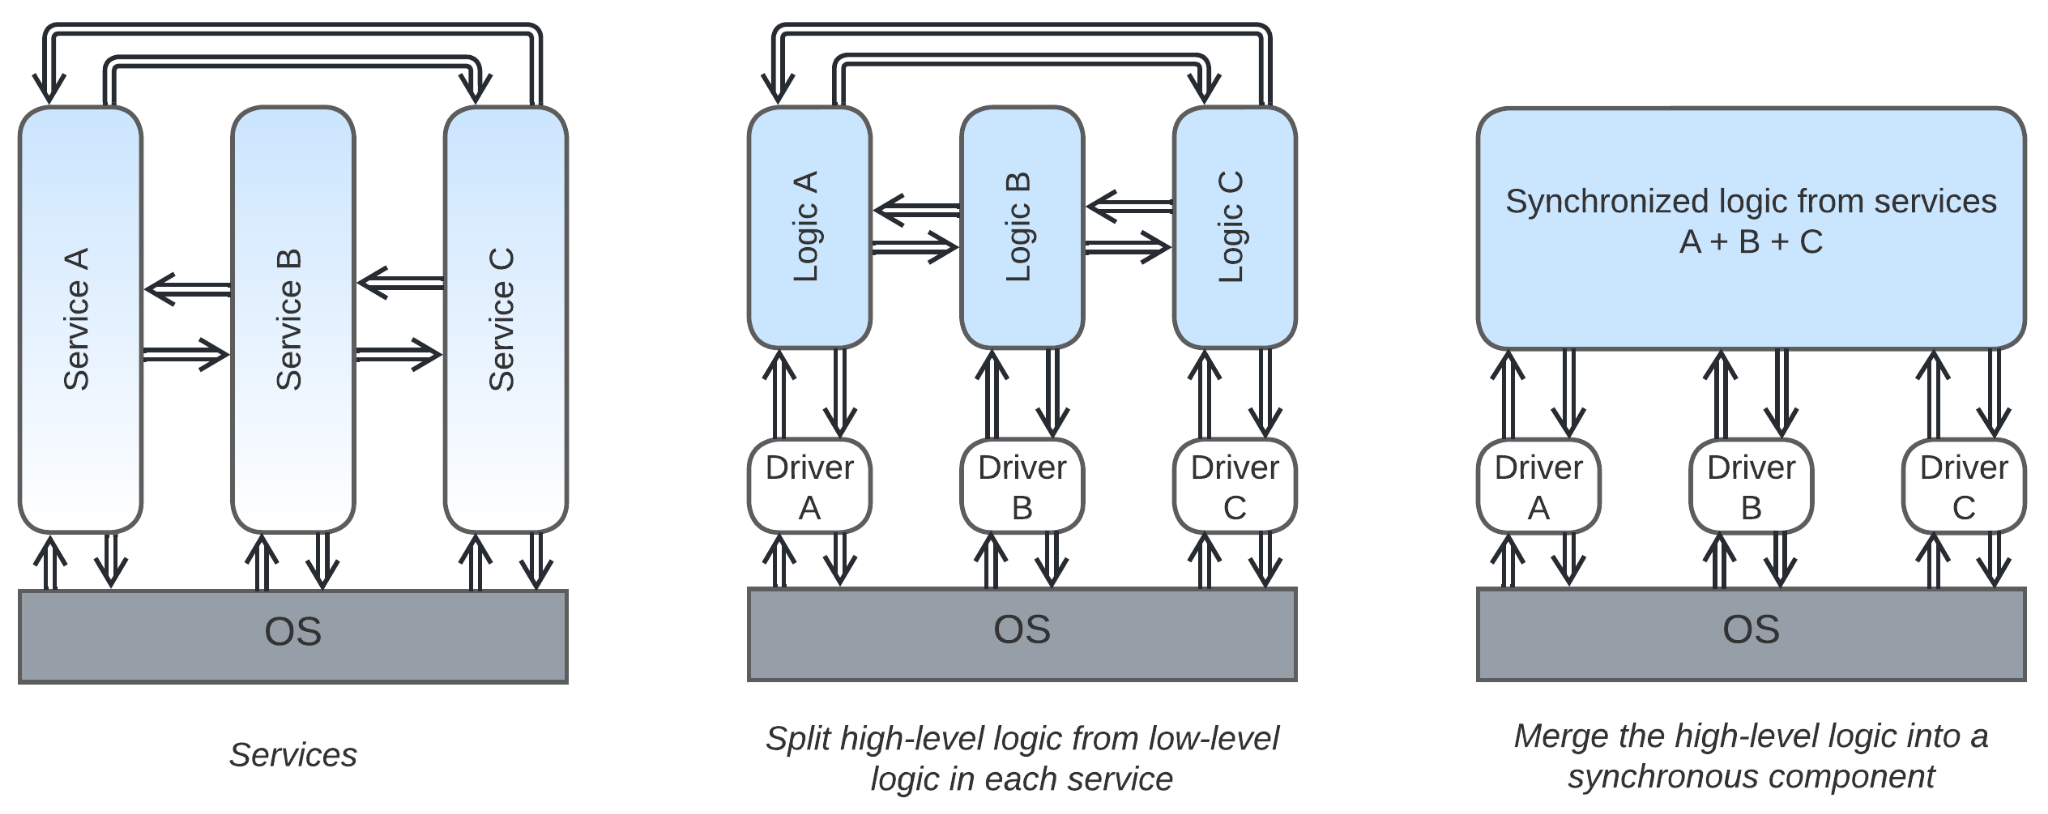 Service A
Service B
Service C
OS
Services
Logic A
Logic B
Logic C
Driver
A
Driver
B
Driver
C
OS
Split high-level logic from low-level
logic in each service
Synchronized logic from services
A + B + C
Driver
A
Driver
B
Driver
C
OS
Merge the high-level logic into a
synchronous component